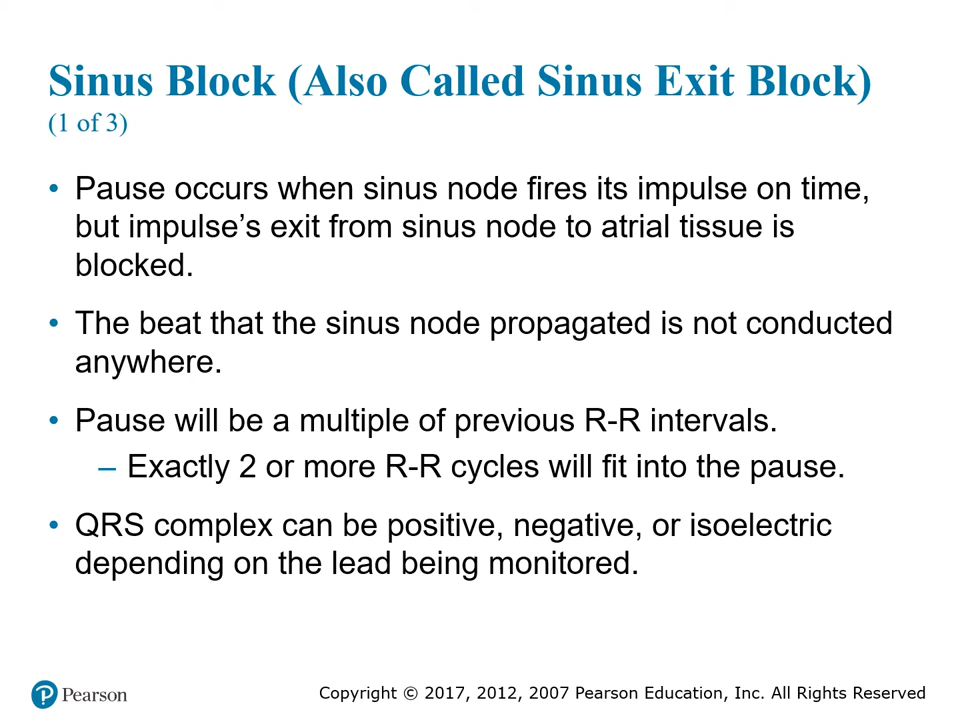 Sinus Block (Also Called Sinus Exit Block)
(1 of 3)
• Pause occurs when sinus node fires its impulse on time,
but impulse’s exit from sinus node to atrial tissue is
blocked.
• The beat that the sinus node propagated is not conducted
anywhere.
• Pause will be a multiple of previous R-R intervals.
– Exactly 2 or more R-R cycles will fit into the pause.
• QRS complex can be positive, negative, or isoelectric
depending on the lead being monitored.
P Pearson
Copyright © 2017, 2012, 2007 Pearson Education, Inc. All Rights Reserved